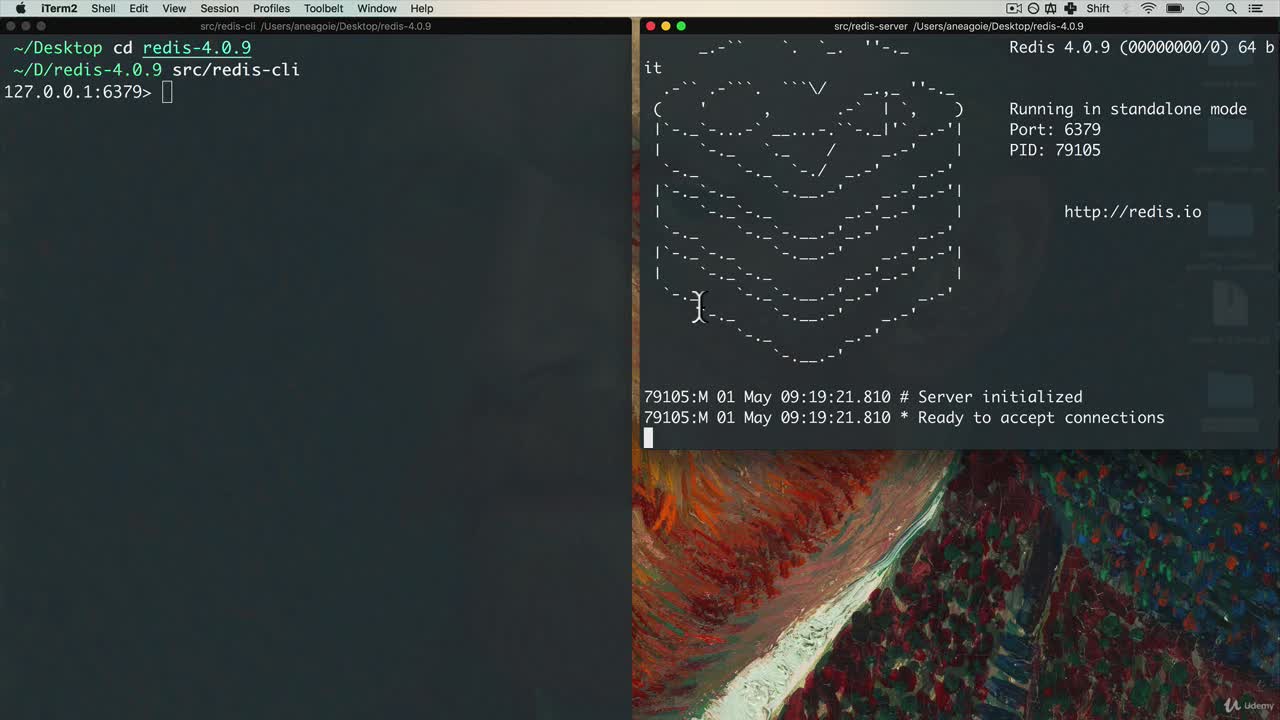 iTerm2 Shell Edit View Session Profiles Toolbelt Window Help Shift
src/redis-cli /Users/aneagoie/Desktop/redis-4.0.9
~/Desktop cd redis-4.0.9
~/D/redis-4.0.9 src/redis-cli
127.0.0.1:6379>
src/redis-server /Users/aneagoie/Desktop/redis-4.0.9
Redis 4.0.9 (00000000/0) 64 b
it
Running in standalone mode
Port: 6379
PID: 79105
http://redis.io
79105:M 01 May 09:19:21.810 # Server initialized
79105:M 01 May 09:19:21.810 * Ready to accept connections
Udemy